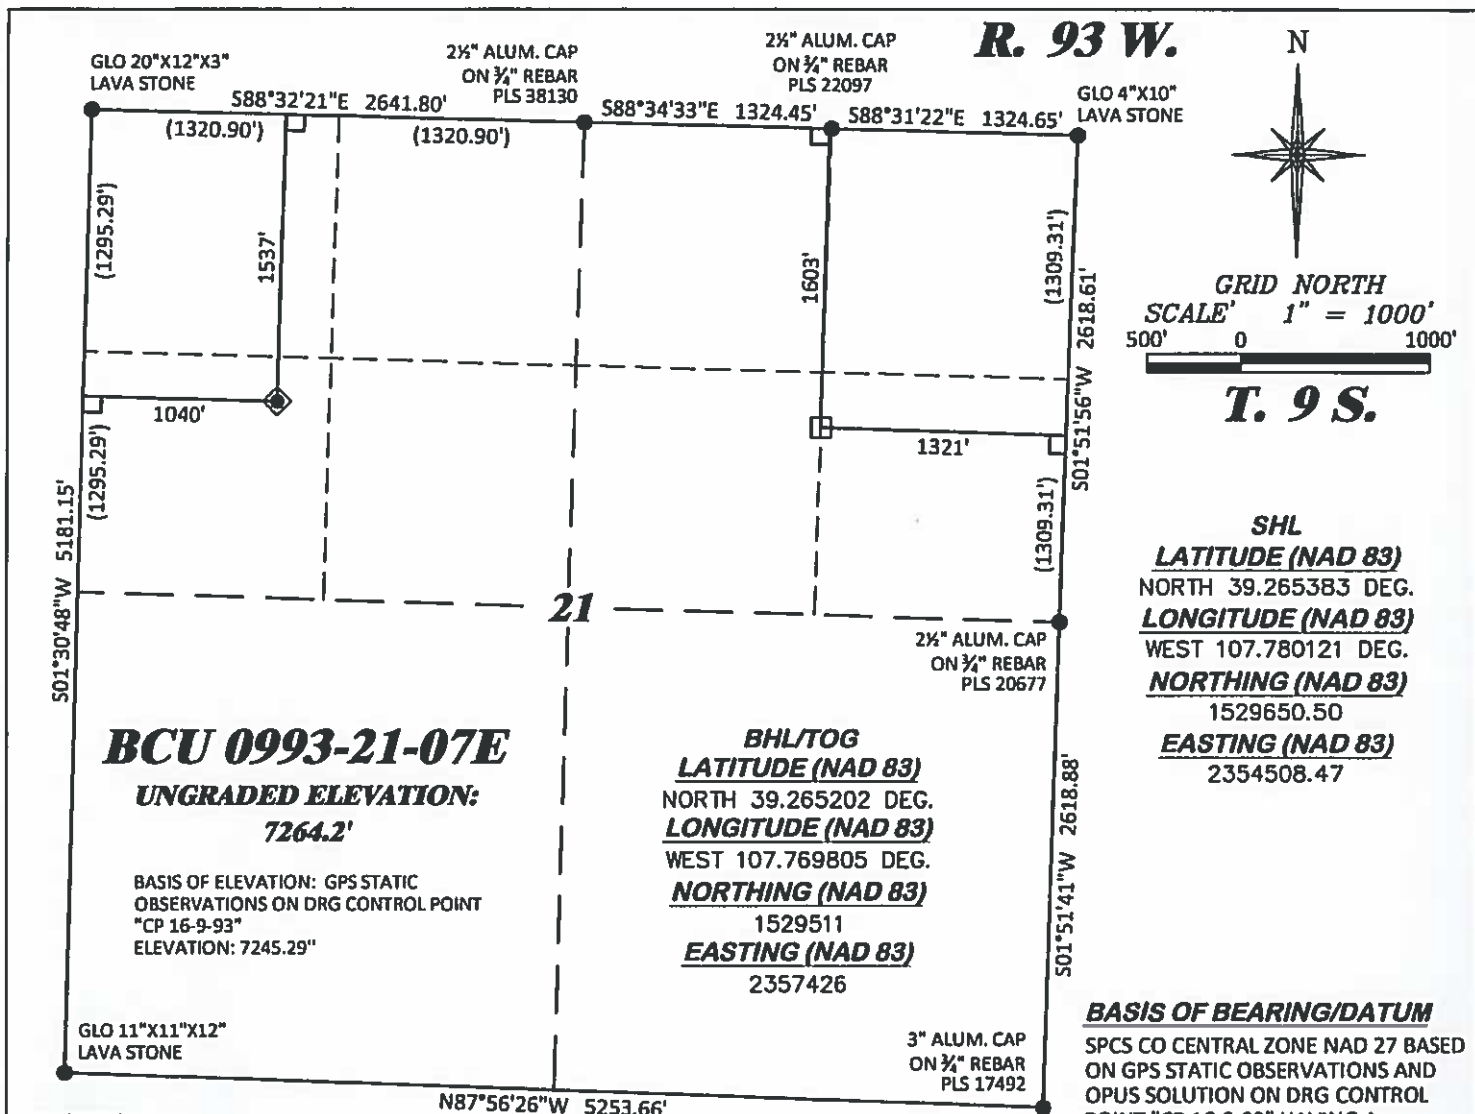 R. 93 W.
N
GLO 20"X12"X3"
LAVA STONE
2½" ALUM. CAP
ON ¾" REBAR
PLS 38130
2½" ALUM. CAP
ON ¾" REBAR
PLS 22097
GLO 4"X10"
LAVA STONE
S88°32'21"E 2641.80'
(1320.90')
(1320.90')
S88°34'33"E 1324.45'
S88°31'22"E 1324.65'
(1295.29')
1537'
1603'
(1309.31')
S01°51'56"W 2618.61'
GRID NORTH
SCALE' 1" = 1000'
500' 0 1000'
T. 9 S.
1040'
1321'
(1295.29')
(1309.31')
S01°30'48"W 5181.15'
21
2½" ALUM. CAP
ON ¾" REBAR
PLS 20677
SHL
LATITUDE (NAD 83)
NORTH 39.265383 DEG.
LONGITUDE (NAD 83)
WEST 107.780121 DEG.
NORTHING (NAD 83)
1529650.50
EASTING (NAD 83)
2354508.47
BCU 0993-21-07E
UNGRADED ELEVATION:
7264.2'
BASIS OF ELEVATION: GPS STATIC
OBSERVATIONS ON DRG CONTROL POINT
"CP 16-9-93"
ELEVATION: 7245.29"
BHL/TOG
LATITUDE (NAD 83)
NORTH 39.265202 DEG.
LONGITUDE (NAD 83)
WEST 107.769805 DEG.
NORTHING (NAD 83)
1529511
EASTING (NAD 83)
2357426
S01°51'41"W 2618.88'
GLO 11"X11"X12"
LAVA STONE
3" ALUM. CAP
ON ¾" REBAR
PLS 17492
N87°56'26"W 5253.66'
BASIS OF BEARING/DATUM
SPCS CO CENTRAL ZONE NAD 27 BASED
ON GPS STATIC OBSERVATIONS AND
OPUS SOLUTION ON DRG CONTROL